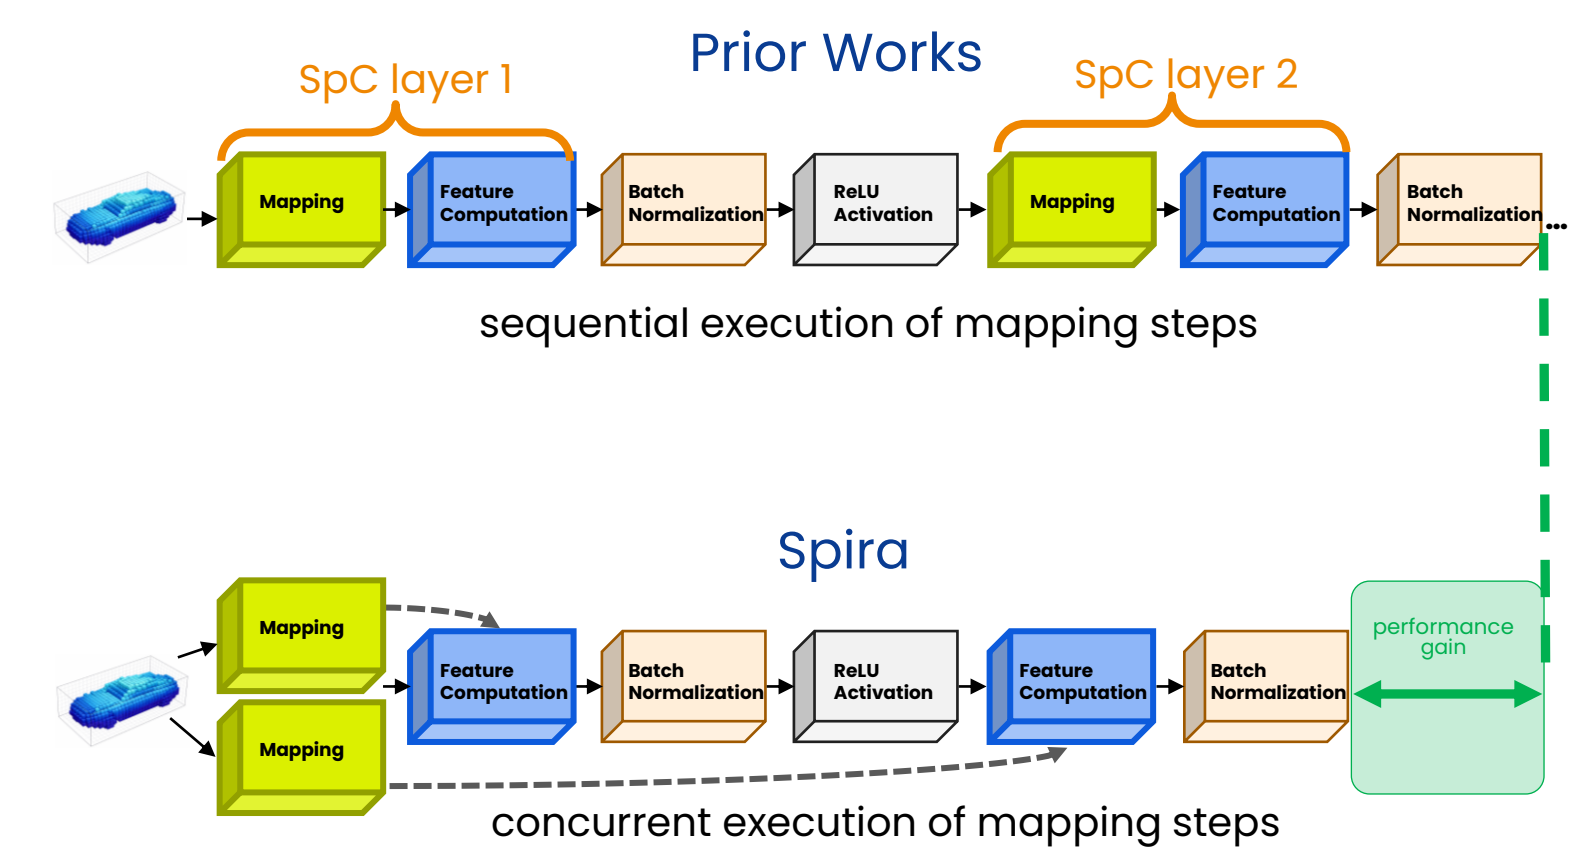 Prior Works
SpC layer 1
SpC layer 2
Mapping
Feature
Computation
Batch
Normalization
ReLU
Activation
Mapping
Feature
Computation
Batch
Normalization
...
sequential execution of mapping steps
Spira
Mapping
Mapping
Feature
Computation
Batch
Normalization
ReLU
Activation
Feature
Computation
Batch
Normalization
performance
gain
concurrent execution of mapping steps